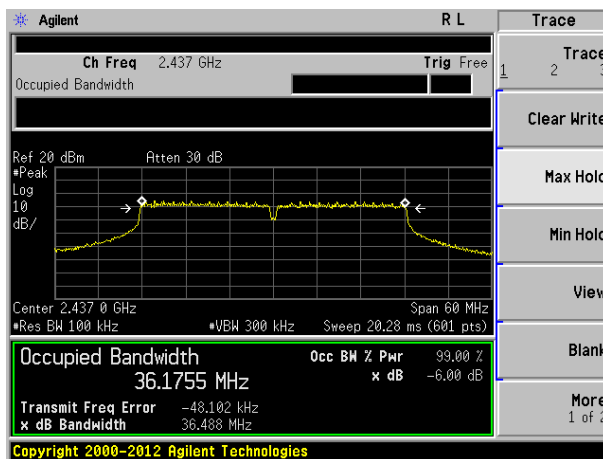 Agilent R L Trace
Ch Freq 2.437 GHz Trig Free
Occupied Bandwidth
Trace
1 2 3
Clear Write
Max Hold
Min Hold
View
Blank
More
1 of 2
Ref 20 dBm Atten 30 dB
#Peak
Log
10
dB/
Center 2.437 0 GHz Span 60 MHz
#Res BW 100 kHz #VBW 300 kHz Sweep 20.28 ms (601 pts)
Occupied Bandwidth Occ BW % Pwr 99.00 %
36.1755 MHz x dB -6.00 dB
Transmit Freq Error -48.102 kHz
x dB Bandwidth 36.488 MHz
Copyright 2000-2012 Agilent Technologies